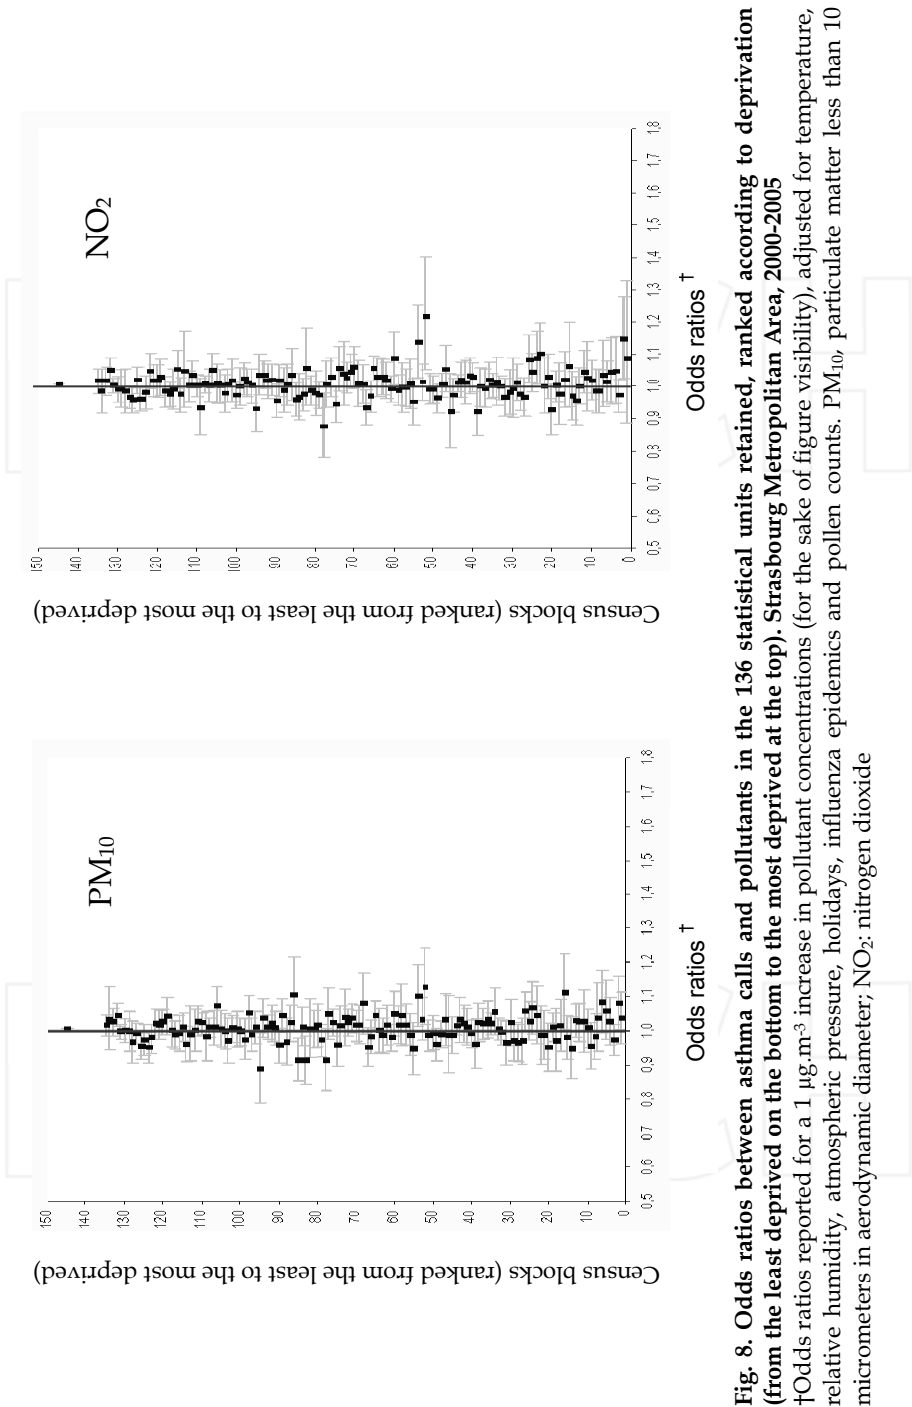 PM10
Census blocks (ranked from the least to the most deprived)
150
140
130
120
110
100
90
80
70
60
50
40
30
20
10
0
0,5 0,6 0,7 0,8 0,9 1,0 1,1 1,2 1,3 1,4 1,5 1,6 1,7 1,8
Odds ratios †
NO2
Census blocks (ranked from the least to the most deprived)
150
140
130
120
110
100
90
80
70
60
50
40
30
20
10
0
0,5 0,6 0,7 0,8 0,9 1,0 1,1 1,2 1,3 1,4 1,5 1,6 1,7 1,8
Odds ratios †
Fig. 8. Odds ratios between asthma calls and pollutants in the 136 statistical units retained, ranked according to deprivation
(from the least deprived on the bottom to the most deprived at the top). Strasbourg Metropolitan Area, 2000-2005
†Odds ratios reported for a 1 µg.m-3 increase in pollutant concentrations (for the sake of figure visibility), adjusted for temperature,
relative humidity, atmospheric pressure, holidays, influenza epidemics and pollen counts. PM10, particulate matter less than 10
micrometers in aerodynamic diameter; NO2: nitrogen dioxide